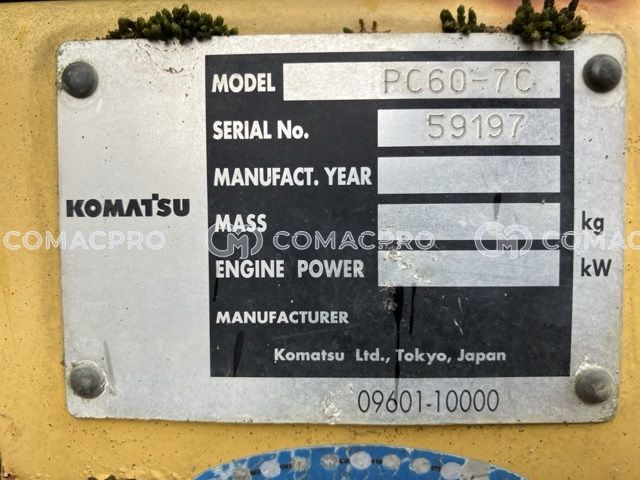 MODEL PC60-7C
SERIAL No. 59197
MANUFACT. YEAR
KOMATSU
MASS kg
COMACPRO COMACPRO COMACPRO
ENGINE POWER kW
MANUFACTURER
Komatsu Ltd., Tokyo, Japan
09601-10000